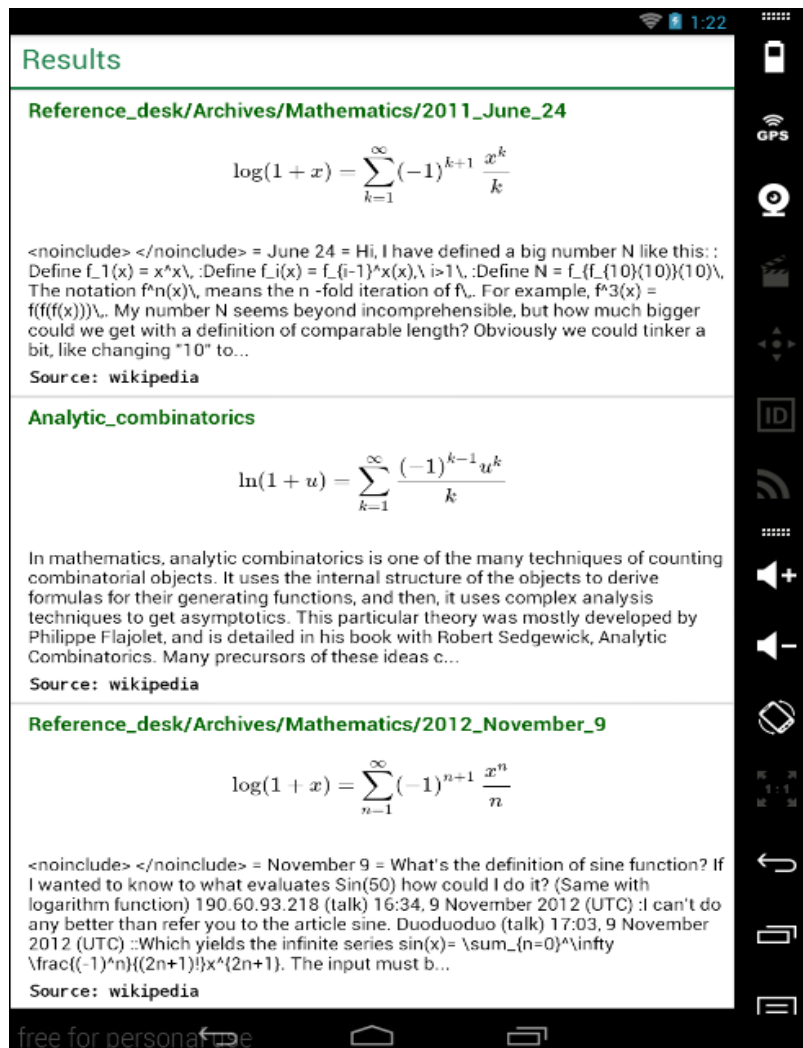 1:22
Results
Reference_desk/Archives/Mathematics/2011_June_24
log(1 + x) = ∑_{k=1}^{∞} (−1)^{k+1} x^k / k
<noinclude> </noinclude> = June 24 = Hi, I have defined a big number N like this: :
Define f_1(x) = x^x\, :Define f_i(x) = f_{i-1}^x(x),\ i>1\, :Define N = f_{f_{10}(10)}(10)\,
The notation f^n(x)\, means the n -fold iteration of f\,. For example, f^3(x) =
f(f(f(x)))\,. My number N seems beyond incomprehensible, but how much bigger
could we get with a definition of comparable length? Obviously we could tinker a
bit, like changing "10" to...
Source: wikipedia
Analytic_combinatorics
ln(1 + u) = ∑_{k=1}^{∞} (−1)^{k−1} u^k / k
In mathematics, analytic combinatorics is one of the many techniques of counting
combinatorial objects. It uses the internal structure of the objects to derive
formulas for their generating functions, and then, it uses complex analysis
techniques to get asymptotics. This particular theory was mostly developed by
Philippe Flajolet, and is detailed in his book with Robert Sedgewick, Analytic
Combinatorics. Many precursors of these ideas c...
Source: wikipedia
Reference_desk/Archives/Mathematics/2012_November_9
log(1 + x) = ∑_{n=1}^{∞} (−1)^{n+1} x^n / n
<noinclude> </noinclude> = November 9 = What's the definition of sine function? If
I wanted to know to what evaluates Sin(50) how could I do it? (Same with
logarithm function) 190.60.93.218 (talk) 16:34, 9 November 2012 (UTC) :I can't do
any better than refer you to the article sine. Duoduoduo (talk) 17:03, 9 November
2012 (UTC) ::Which yields the infinite series sin(x)= \sum_{n=0}^\infty
\frac{(-1)^n}{(2n+1)!}x^{2n+1}. The input must b...
Source: wikipedia
free for personal use
GPS
ID
1:1